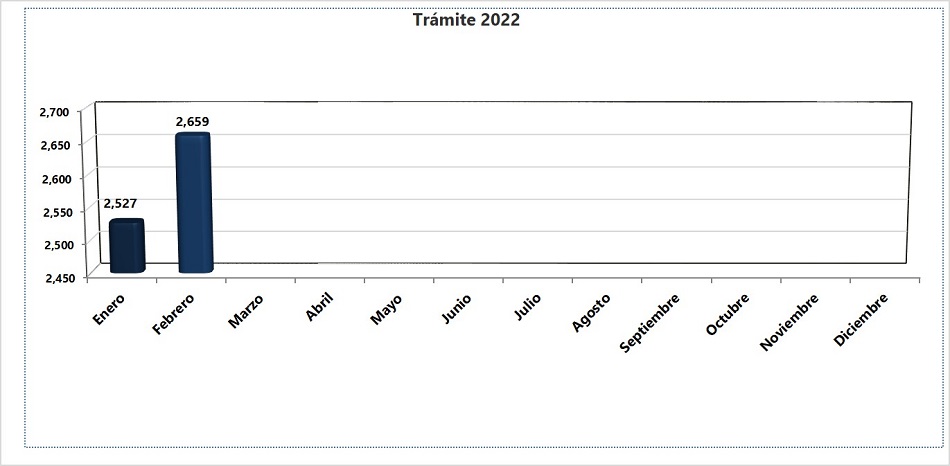 Trámite 2022
2,700
2,650
2,600
2,550
2,500
2,450
2,527
2,659
Enero
Febrero
Marzo
Abril
Mayo
Junio
Julio
Agosto
Septiembre
Octubre
Noviembre
Diciembre